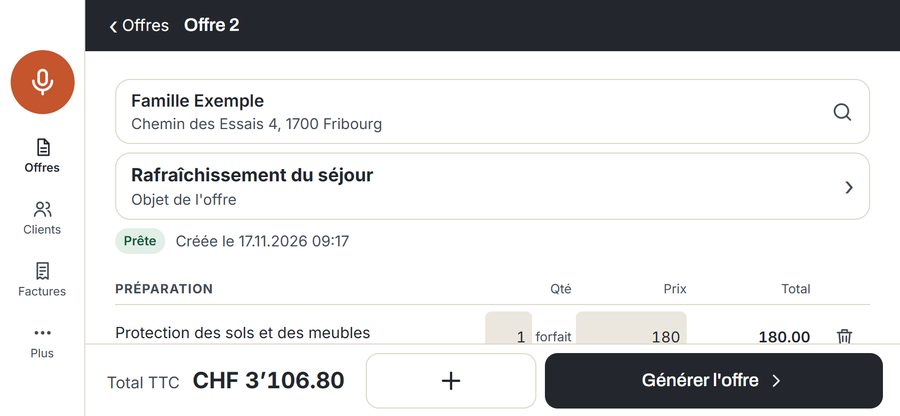 Offres Offre 2
Famille Exemple
Chemin des Essais 4, 1700 Fribourg
Rafraîchissement du séjour
Objet de l'offre
Prête Créée le 17.11.2026 09:17
Offres
Clients
Factures
Plus
PRÉPARATION Qté Prix Total
Protection des sols et des meubles 1 forfait 180 180.00
Total TTC CHF 3’106.80 + Générer l'offre